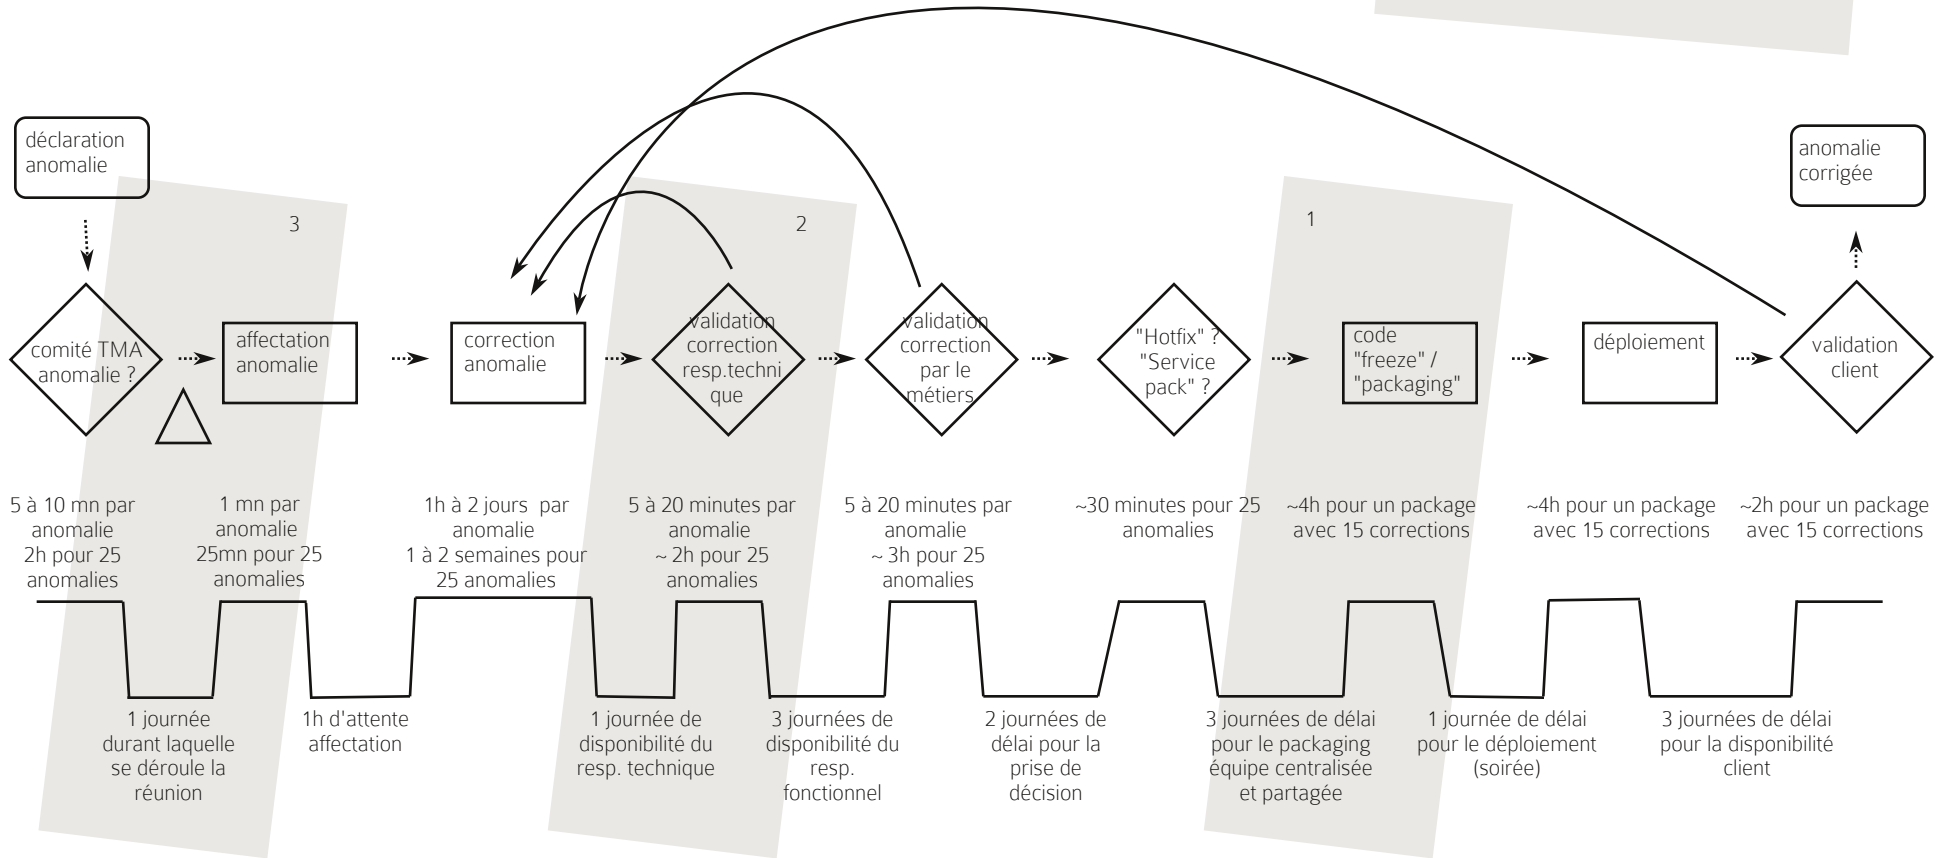 déclaration
anomalie
anomalie
corrigée
3
2
1
comité TMA
anomalie ?
affectation
anomalie
correction
anomalie
validation
correction
resp.techni
que
validation
correction
par le
métiers
"Hotfix" ?
"Service
pack" ?
code
"freeze" /
"packaging"
déploiement
validation
client
5 à 10 mn par
anomalie
2h pour 25
anomalies
1 mn par
anomalie
25mn pour 25
anomalies
1h à 2 jours  par
anomalie
1 à 2 semaines pour
25 anomalies
5 à 20 minutes par
anomalie
~ 2h pour 25
anomalies
5 à 20 minutes par
anomalie
~ 3h pour 25
anomalies
~30 minutes pour 25
anomalies
~4h pour un package
avec 15 corrections
~4h pour un package
avec 15 corrections
~2h pour un package
avec 15 corrections
1 journée
durant laquelle
se déroule la
réunion
1h d'attente
affectation
1 journée de
disponibilité du
resp. technique
3 journées de
disponibilité du
resp.
fonctionnel
2 journées de
délai pour la
prise de
décision
3 journées de délai
pour le packaging
équipe centralisée
et partagée
1 journée de délai
pour le déploiement
(soirée)
3 journées de délai
pour la disponibilité
client